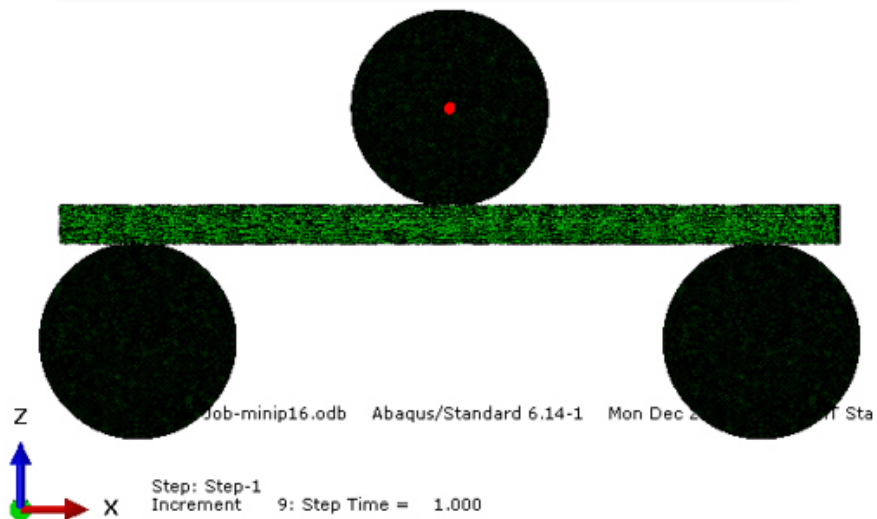 Job-minip16.odb Abaqus/Standard 6.14-1 Mon Dec
Z
X
Step: Step-1
Increment 9: Step Time = 1.000